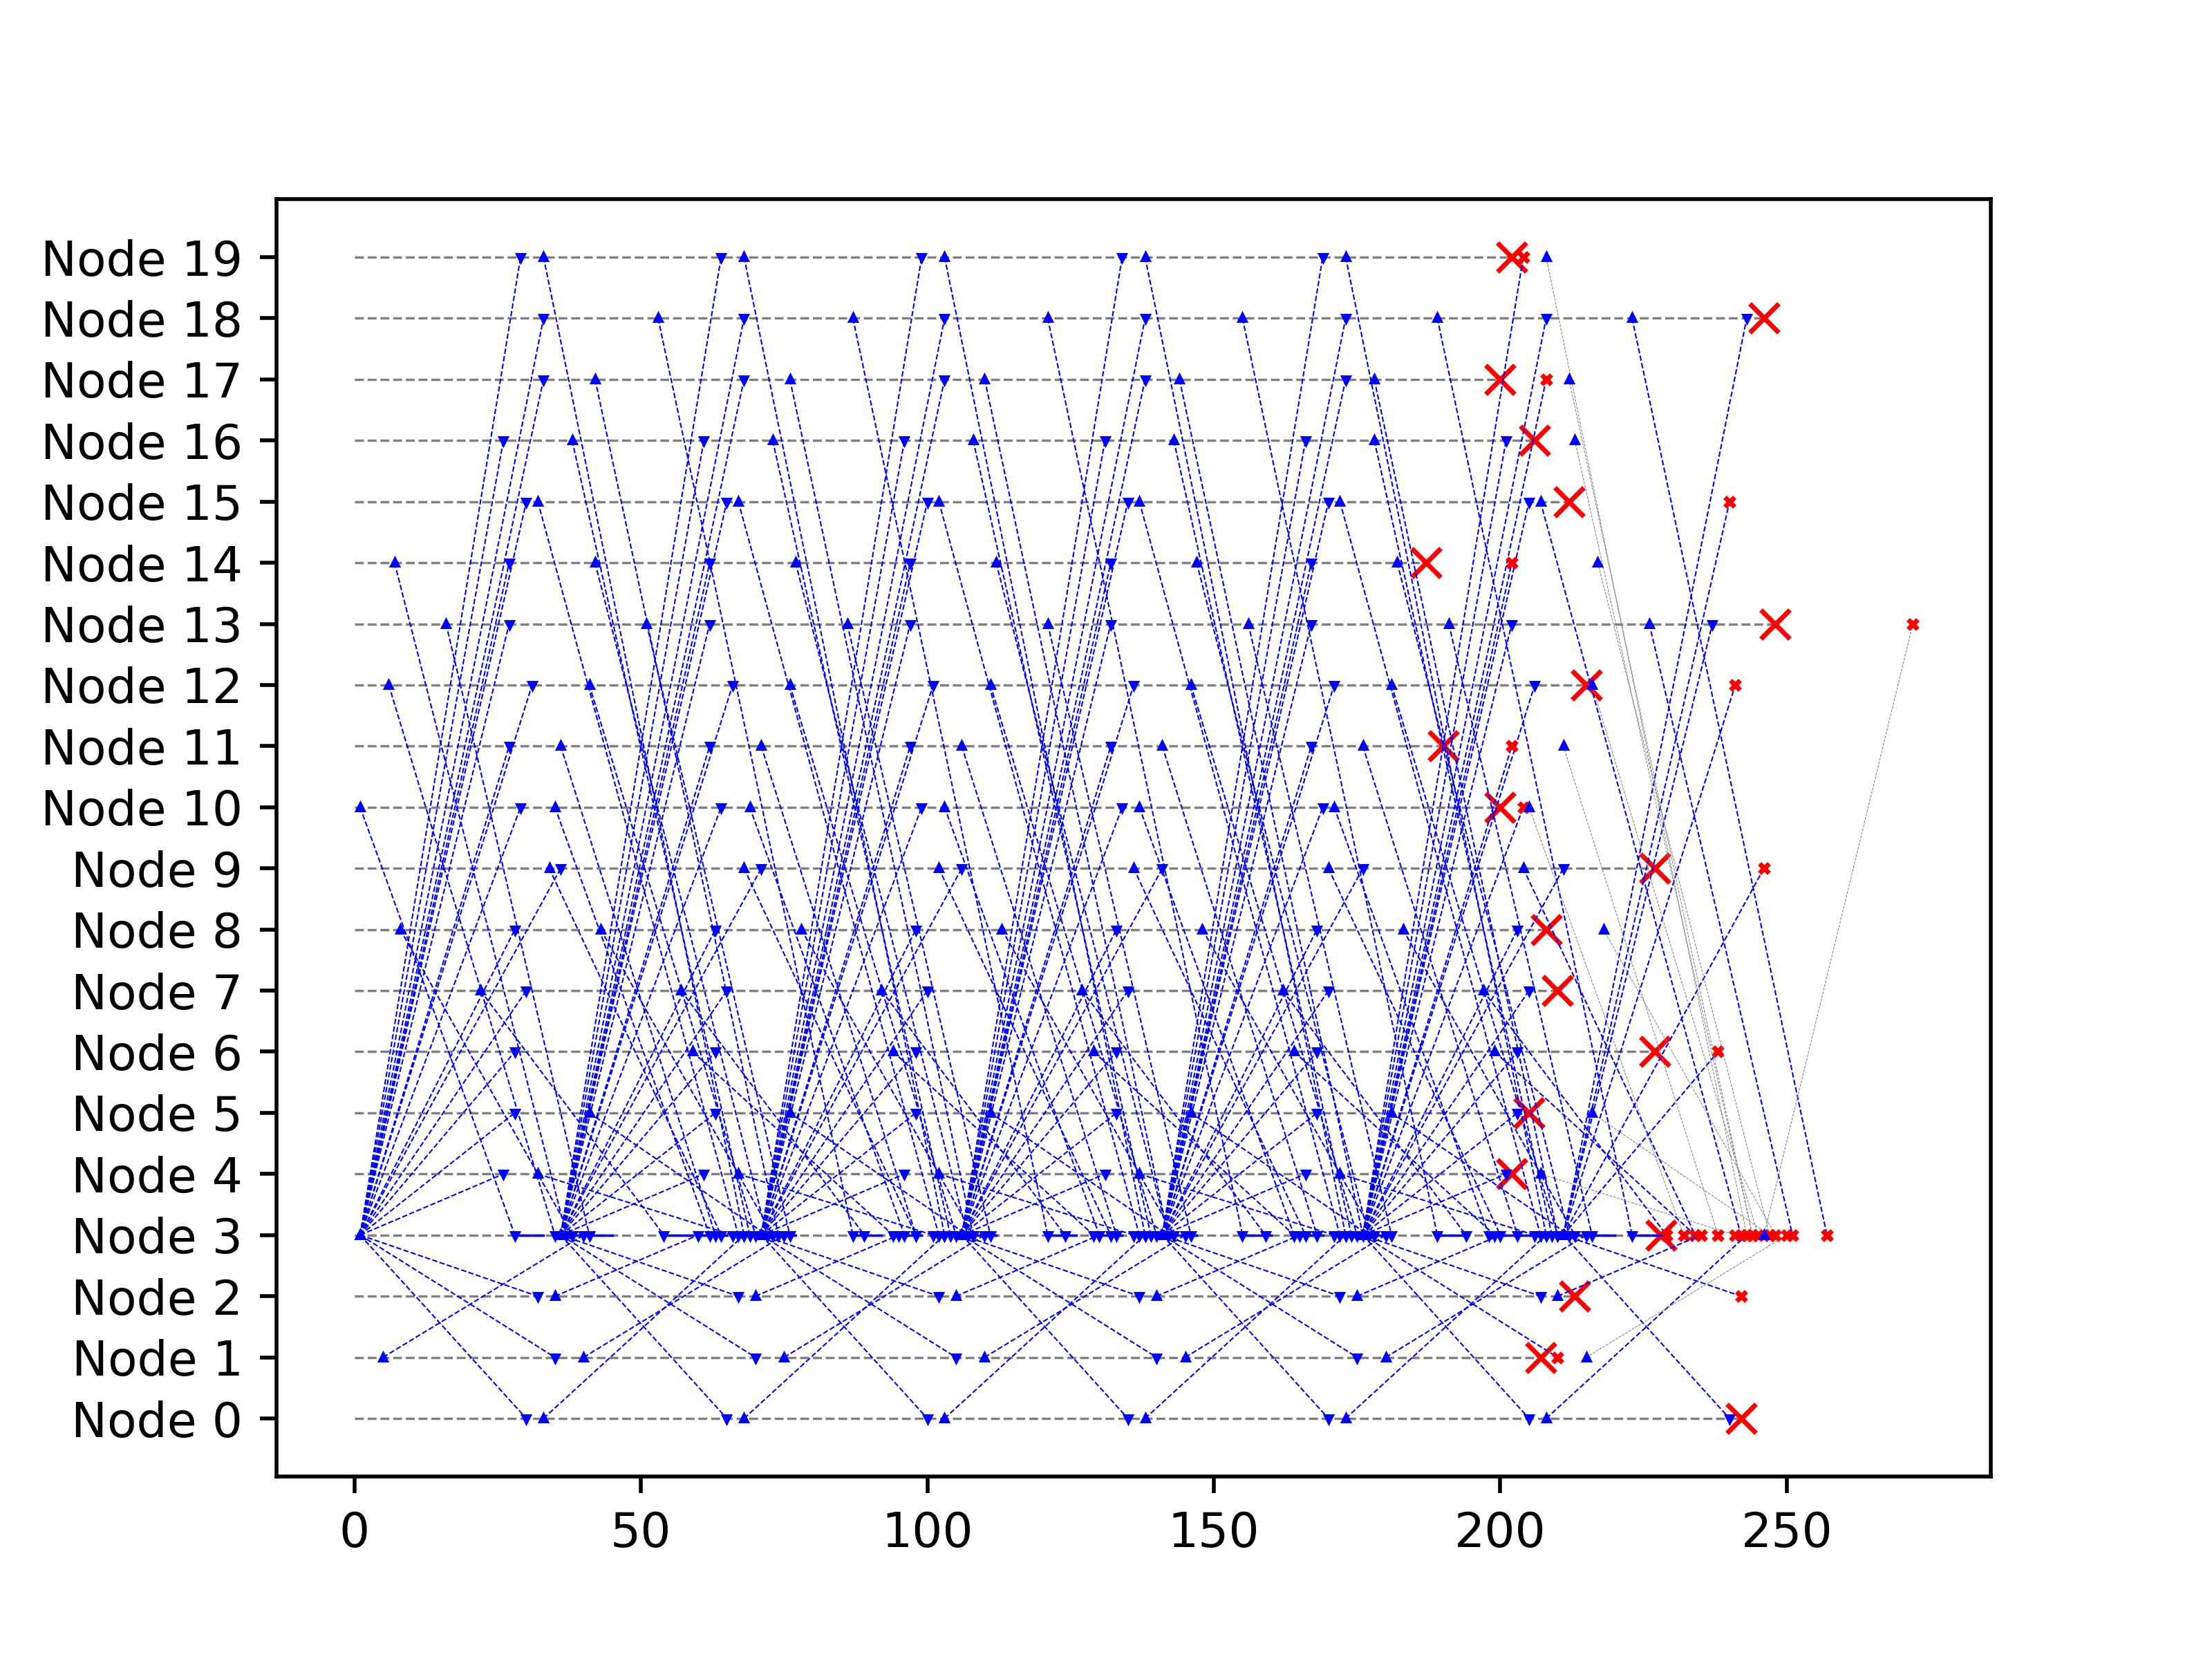 Node 19
Node 18
Node 17
Node 16
Node 15
Node 14
Node 13
Node 12
Node 11
Node 10
Node 9
Node 8
Node 7
Node 6
Node 5
Node 4
Node 3
Node 2
Node 1
Node 0
0 50 100 150 200 250